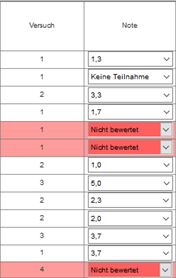 Versuch Note
1 1,3
1 Keine Teilnahme
2 3,3
1 1,7
1 Nicht bewertet
1 Nicht bewertet
2 1,0
3 5,0
2 2,3
2 2,0
3 3,7
1 3,7
4 Nicht bewertet